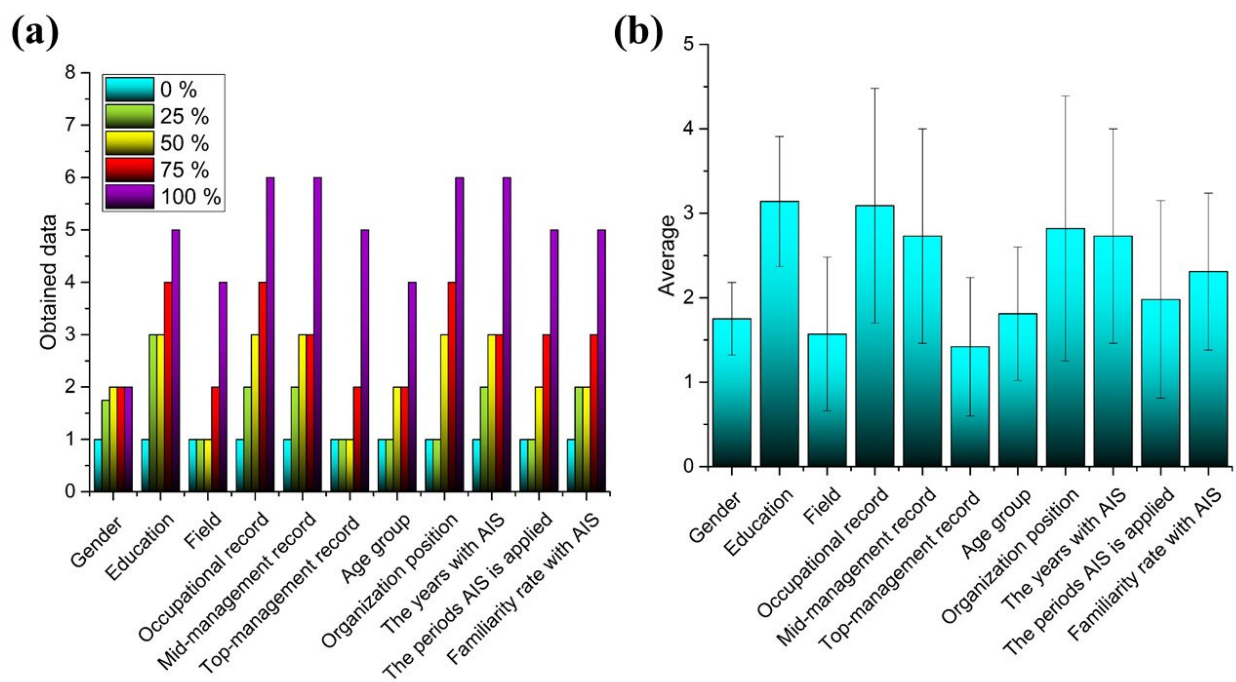 (a)
8
7
6
5
4
3
2
1
0
Obtained data
0 %
25 %
50 %
75 %
100 %
Gender
Education
Field
Occupational record
Mid-management record
Top-management record
Age group
Organization position
The years with AIS
The periods AIS is applied
Familiarity rate with AIS
(b)
5
4
3
2
1
0
Average
Gender
Education
Field
Occupational record
Mid-management record
Top-management record
Age group
Organization position
The years with AIS
The periods AIS is applied
Familiarity rate with AIS